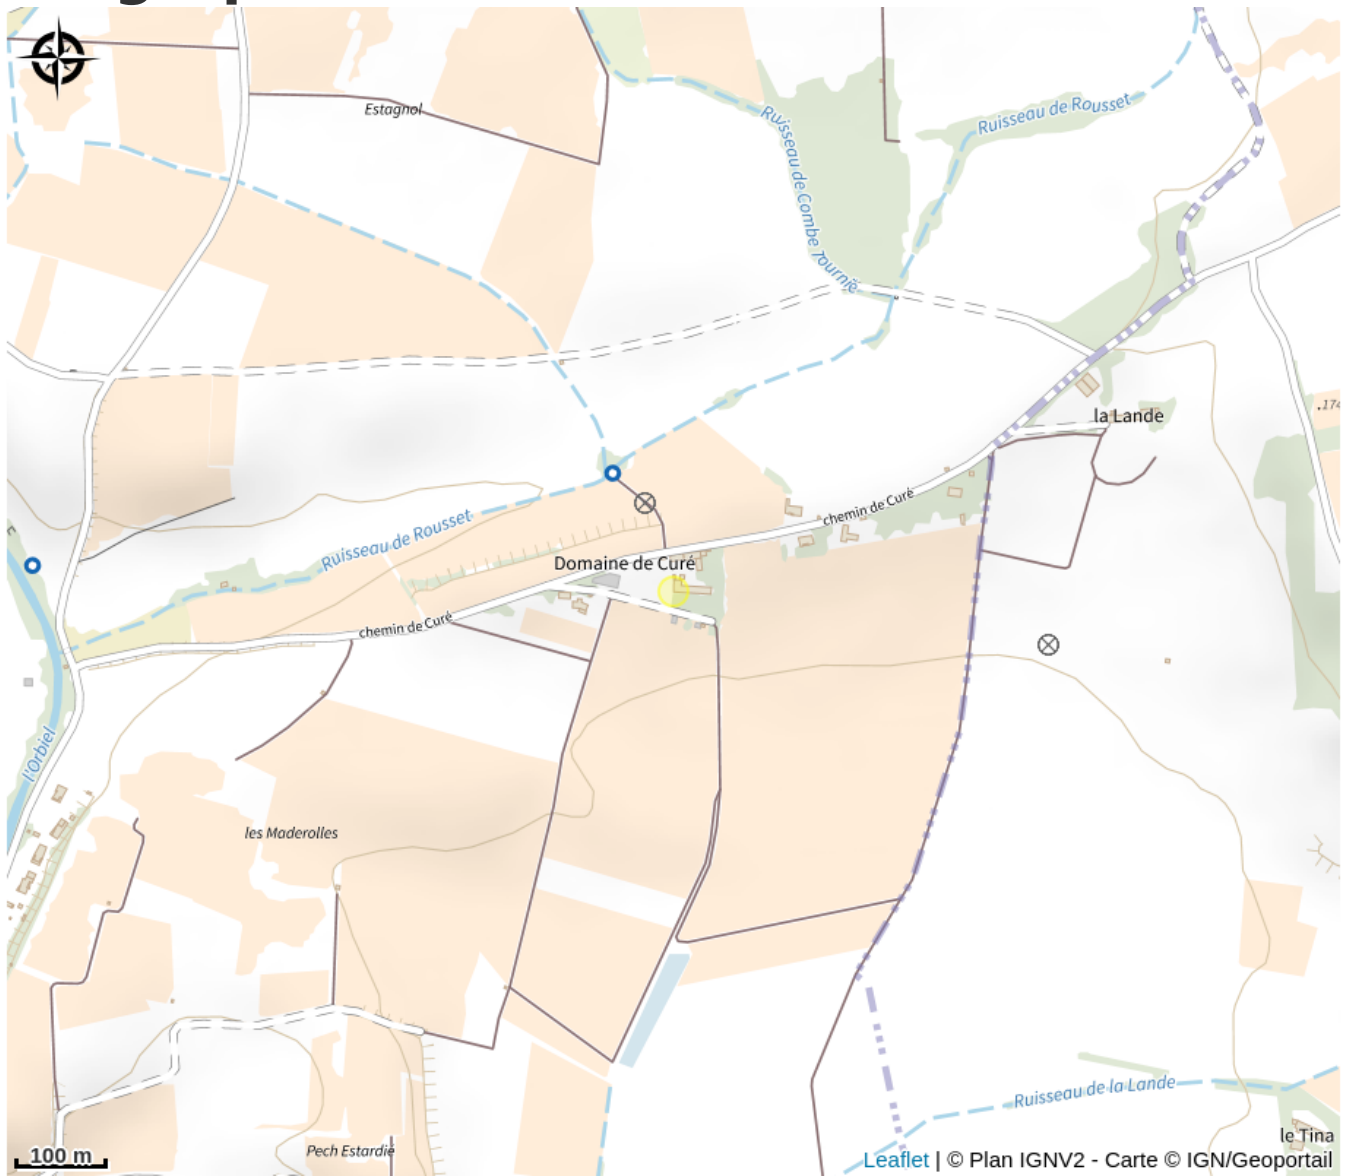 Estagnol
Ruisseau de Rousset
Ruisseau de Combe Tournié
la Lande
chemin de Curé
Ruisseau de Rousset
Domaine de Curé
chemin de Curé
l'Orbiel
les Maderolles
Ruisseau de la Lande
le Tina
Pech Estardié
100 m
Leaflet | © Plan IGNV2 - Carte © IGN/Geoportail